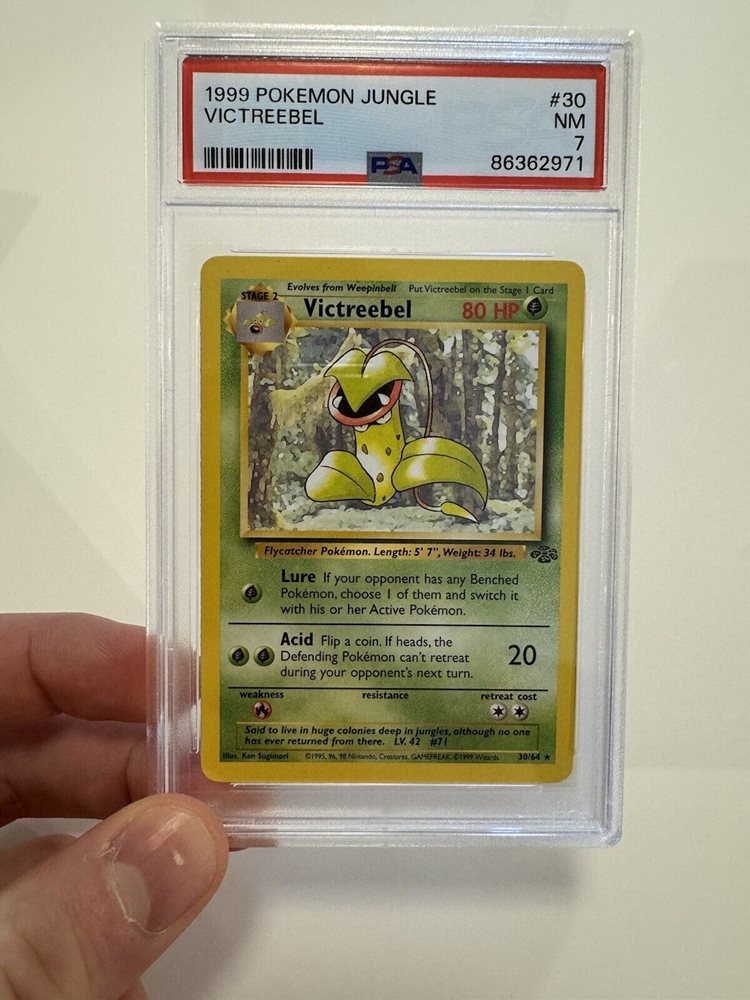 1999 POKEMON JUNGLE #30
VICTREEBEL NM
7
PSA 86362971
Evolves from Weepinbell Put Victreebel on the Stage 1 Card
STAGE 2
Victreebel 80 HP
Flycatcher Pokémon. Length: 5' 7", Weight: 34 lbs.
Lure If your opponent has any Benched
Pokémon, choose 1 of them and switch it
with his or her Active Pokémon.
Acid Flip a coin. If heads, the
Defending Pokémon can't retreat 20
during your opponent's next turn.
weakness resistance retreat cost
Said to live in huge colonies deep in jungles, although no one
has ever returned from there. LV. 42 #71
Illus. Ken Sugimori ©1995, 96, 98 Nintendo, Creatures, GAMEFREAK. ©1999 Wizards. 30/64 ★